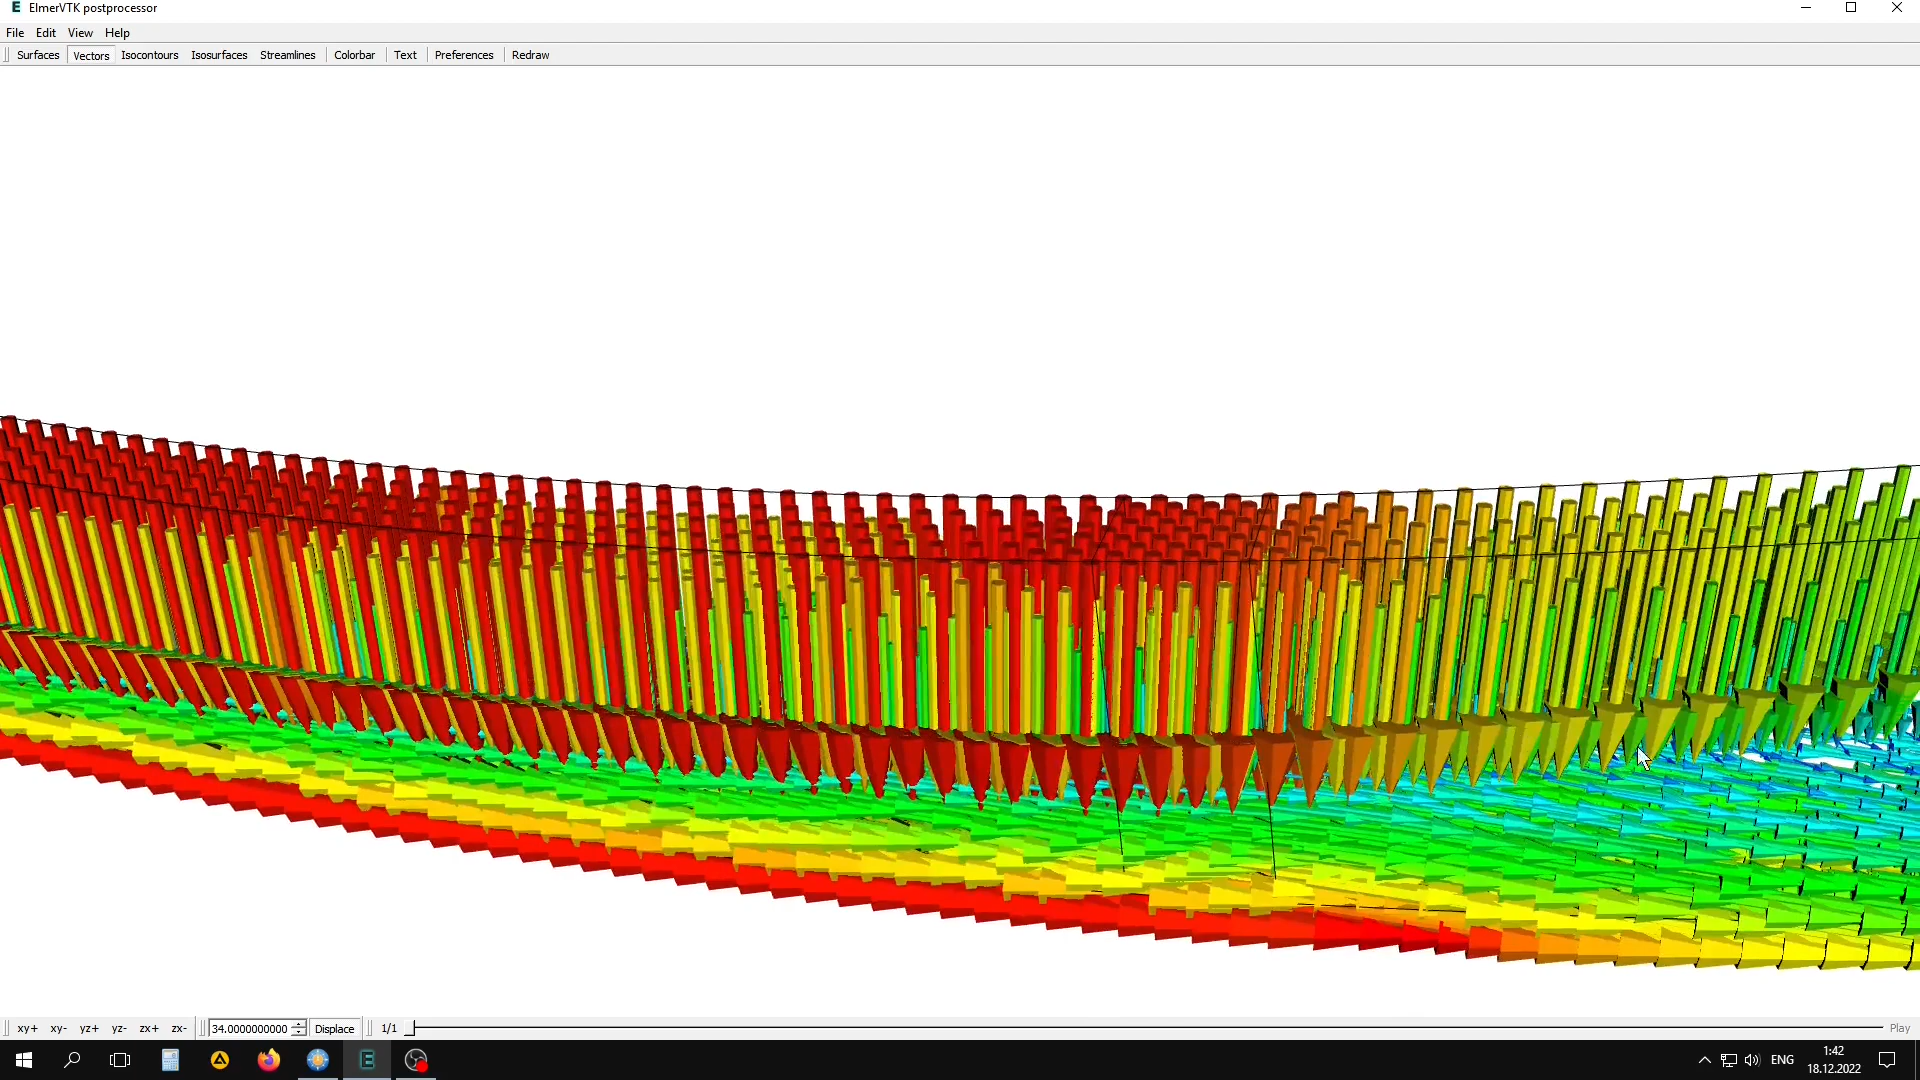 E ElmerVTK postprocessor
File Edit View Help
Surfaces Vectors Isocontours Isosurfaces Streamlines Colorbar Text Preferences Redraw
xy+ xy- yz+ yz- zx+ zx- 34.0000000000 Displace 1/1 Play
E ENG 1:42
18.12.2022